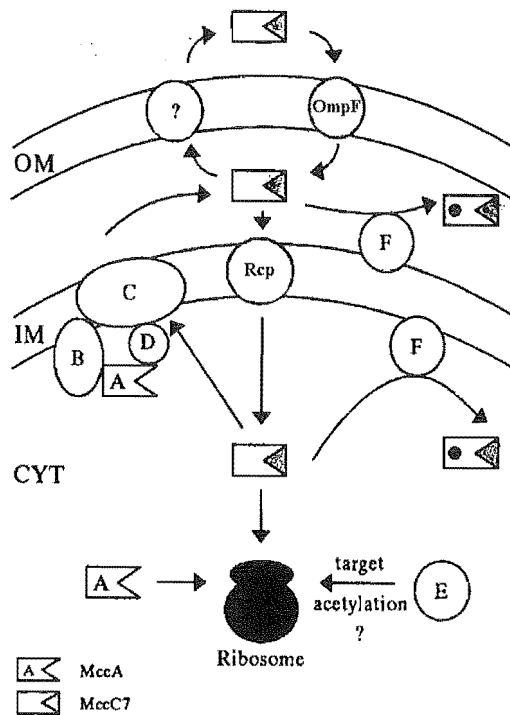 ?
OmpF
OM
F
Rcp
C
IM
B
D
A
F
CYT
A
target
acetylation
?
E
Ribosome
A MccA
MccC7